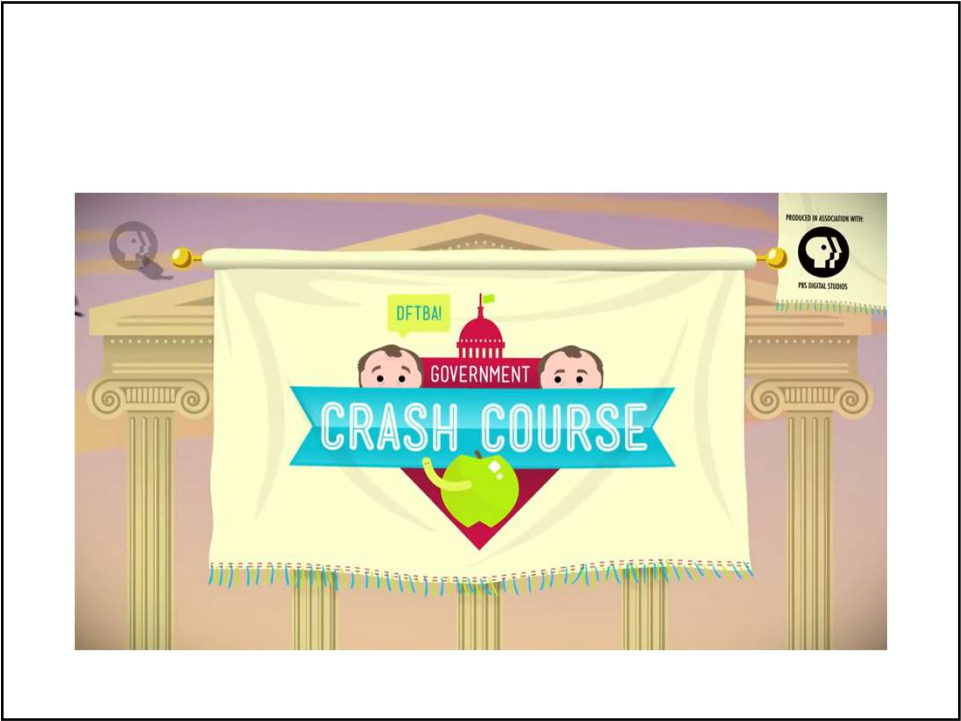 PRODUCED IN ASSOCIATION WITH:
PBS DIGITAL STUDIOS
DFTBA!
GOVERNMENT
CRASH COURSE